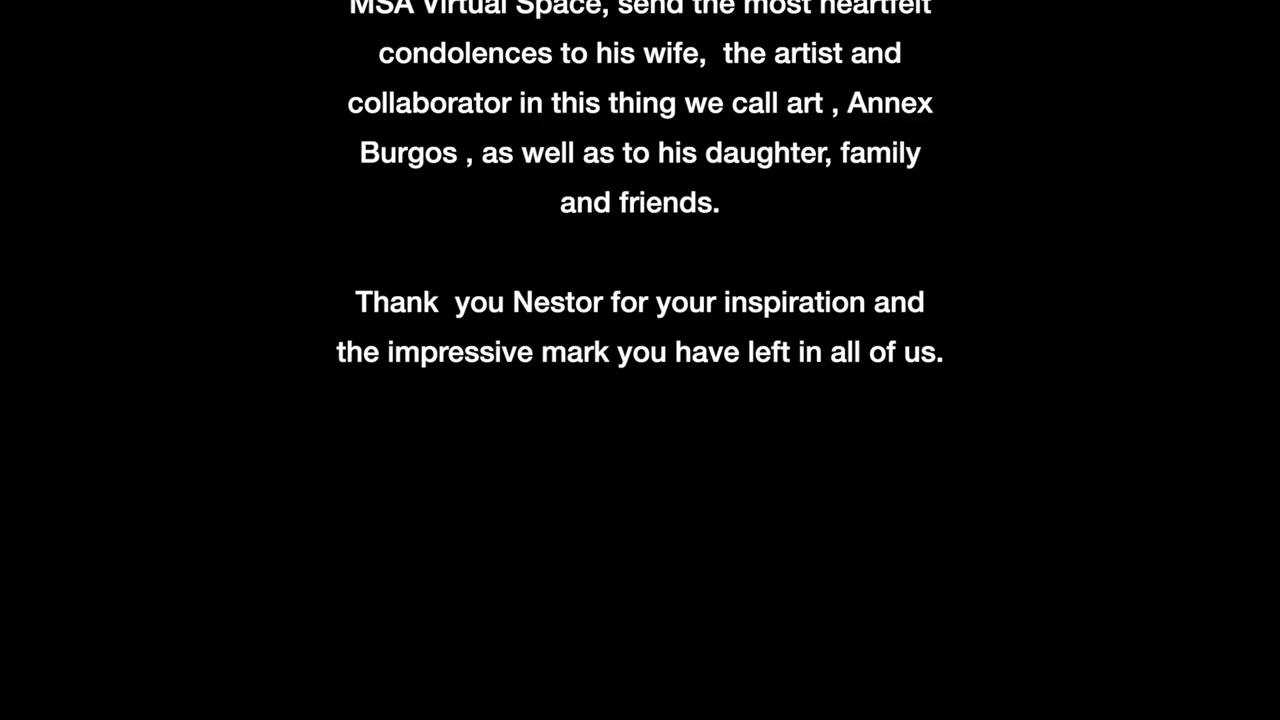 MSA Virtual Space, send the most heartfelt
condolences to his wife,  the artist and
collaborator in this thing we call art , Annex
Burgos , as well as to his daughter, family
and friends.
Thank  you Nestor for your inspiration and
the impressive mark you have left in all of us.